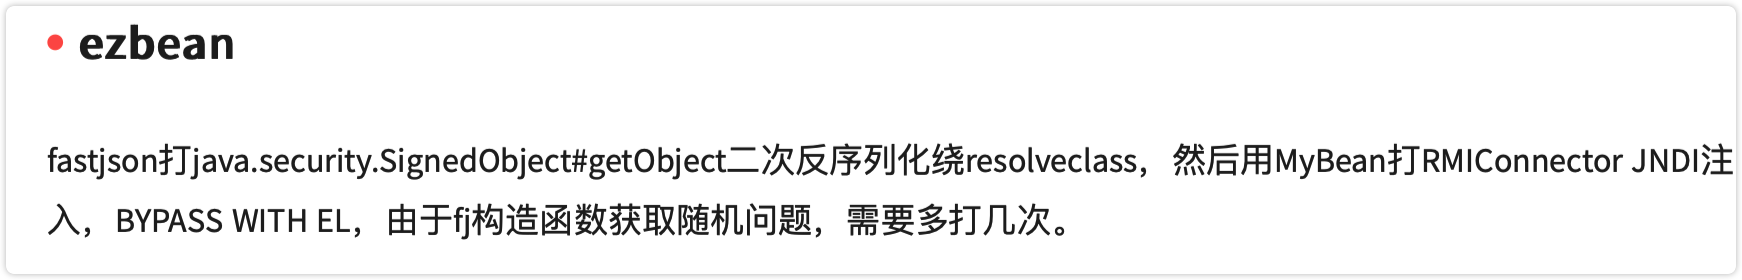 ezbean
fastjson打java.security.SignedObject#getObject二次反序列化绕resolveclass，然后用MyBean打RMIConnector JNDI注
入，BYPASS WITH EL，由于fj构造函数获取随机问题，需要多打几次。